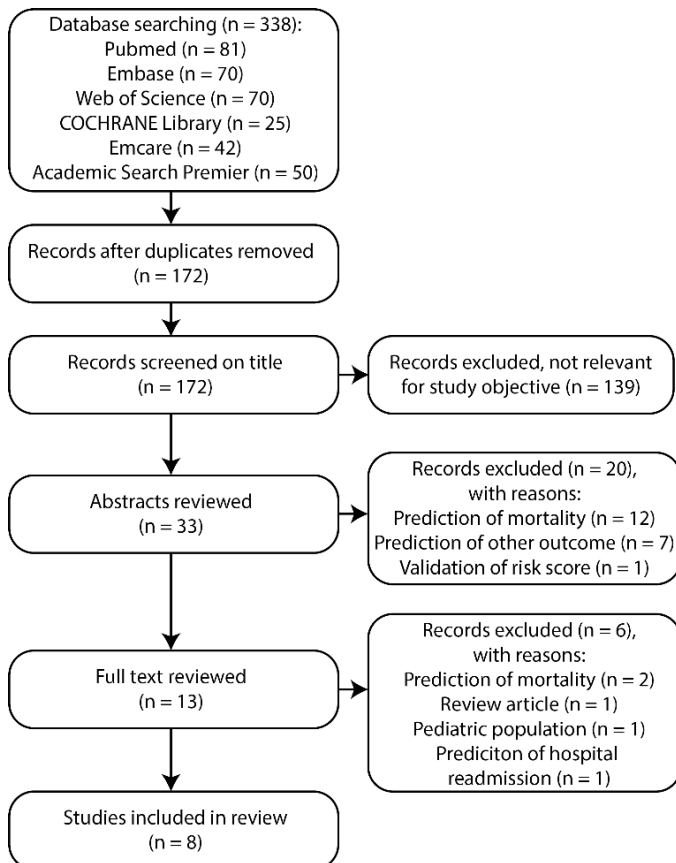 Database searching (n = 338):
Pubmed (n = 81)
Embase (n = 70)
Web of Science (n = 70)
COCHRANE Library (n = 25)
Emcare (n = 42)
Academic Search Premier (n = 50)
Records after duplicates removed
(n = 172)
Records screened on title
(n = 172)
Records excluded, not relevant
for study objective (n = 139)
Abstracts reviewed
(n = 33)
Records excluded (n = 20),
with reasons:
Prediction of mortality (n = 12)
Prediction of other outcome (n = 7)
Validation of risk score (n = 1)
Full text reviewed
(n = 13)
Records excluded (n = 6),
with reasons:
Prediction of mortality (n = 2)
Review article (n = 1)
Pediatric population (n = 1)
Prediciton of hospital
readmission (n = 1)
Studies included in review
(n = 8)